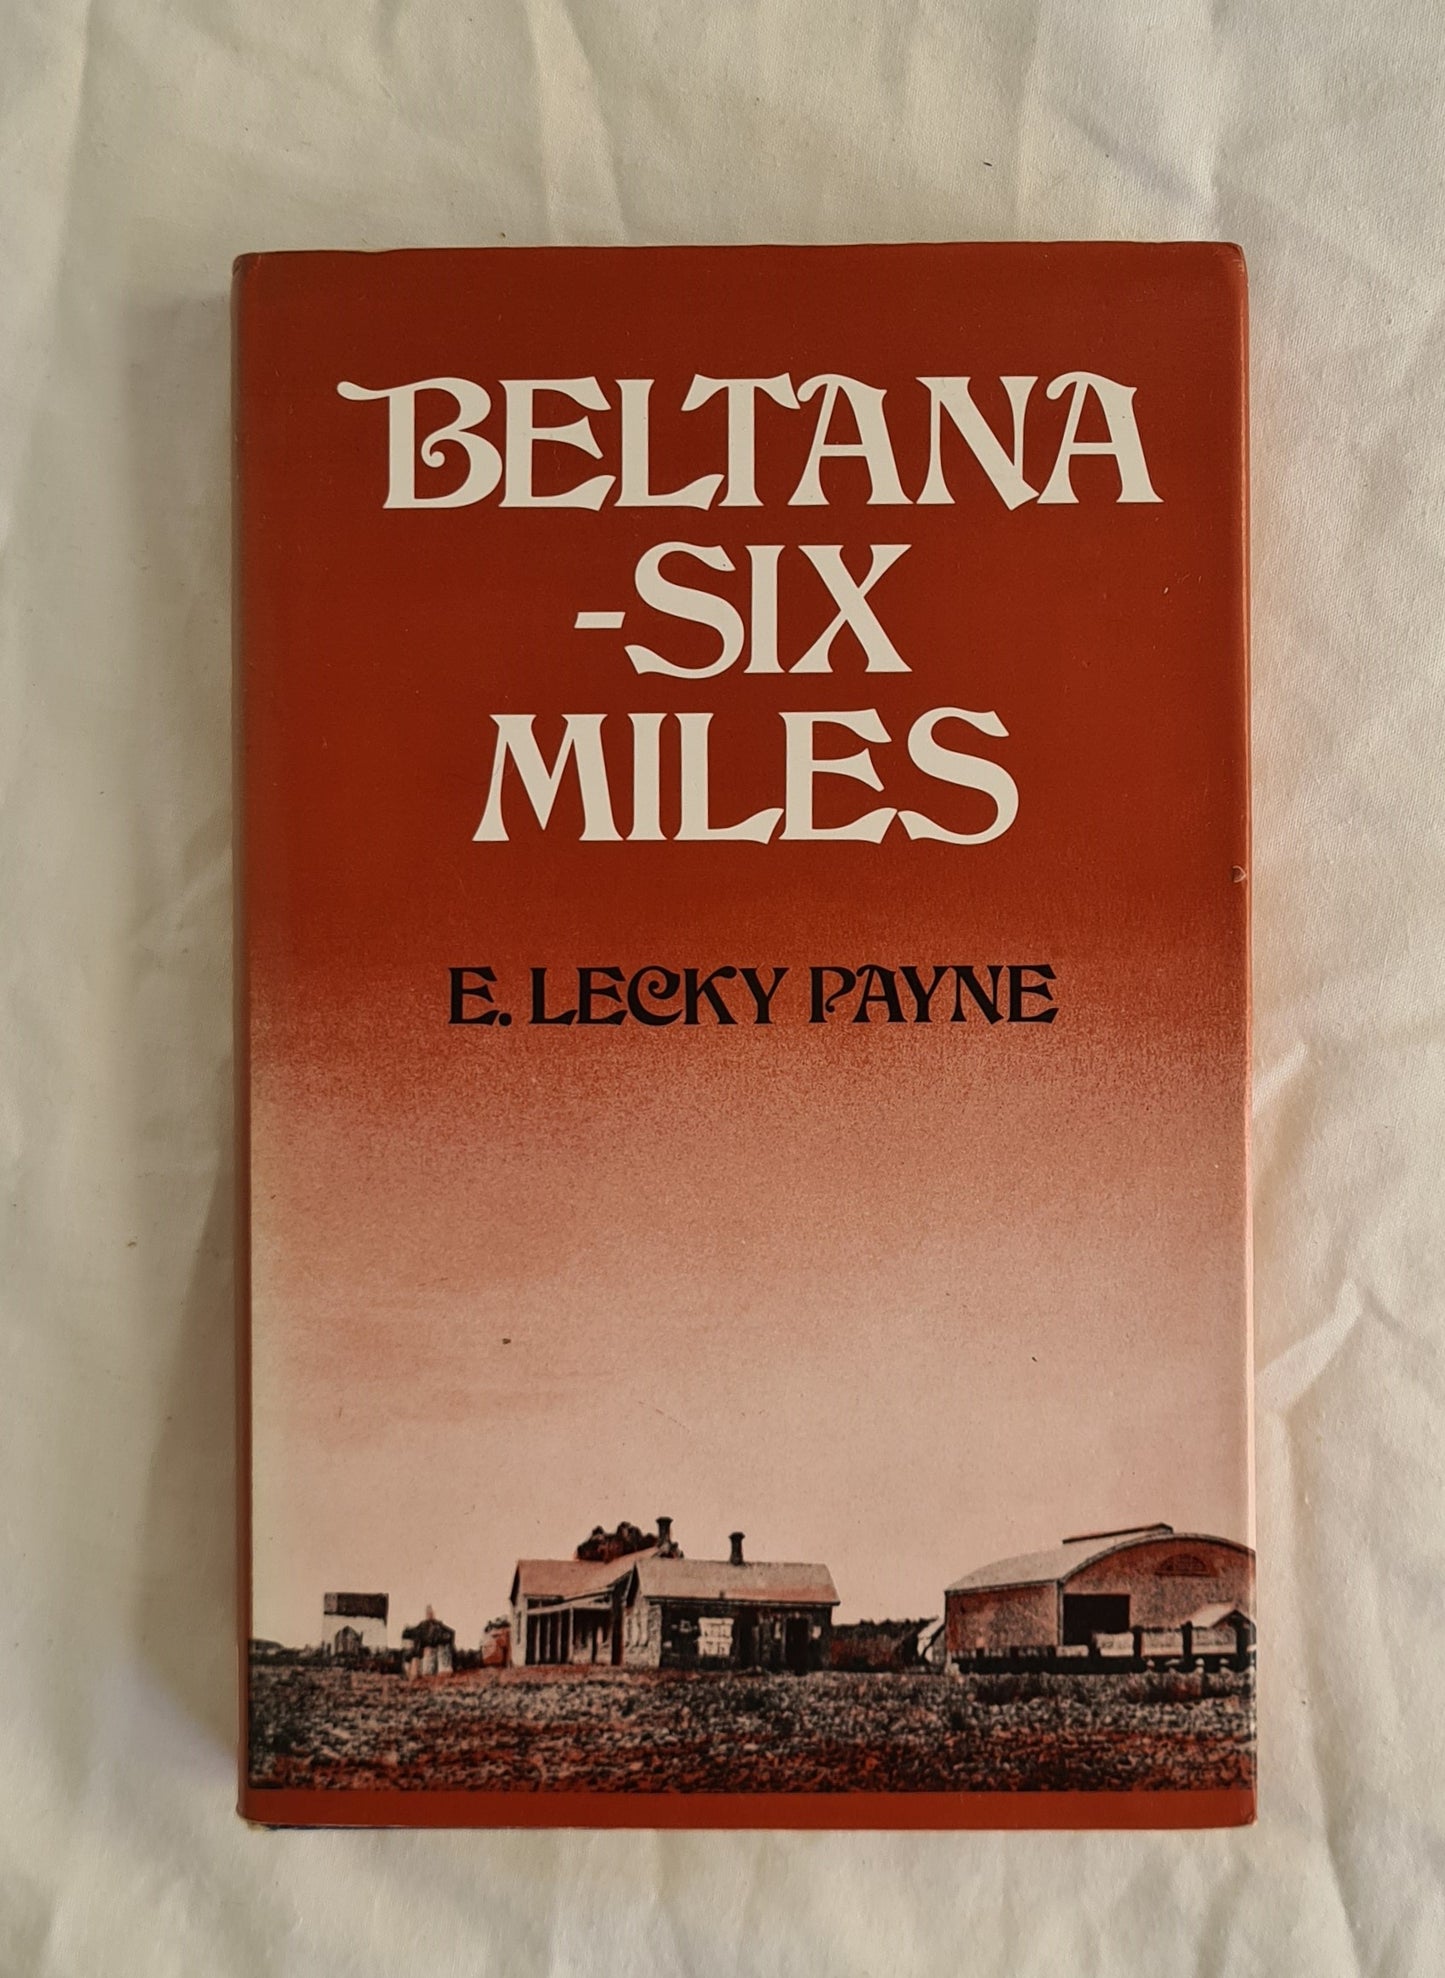 BELTANA
-SIX
MILES
E. LECKY PAYNE